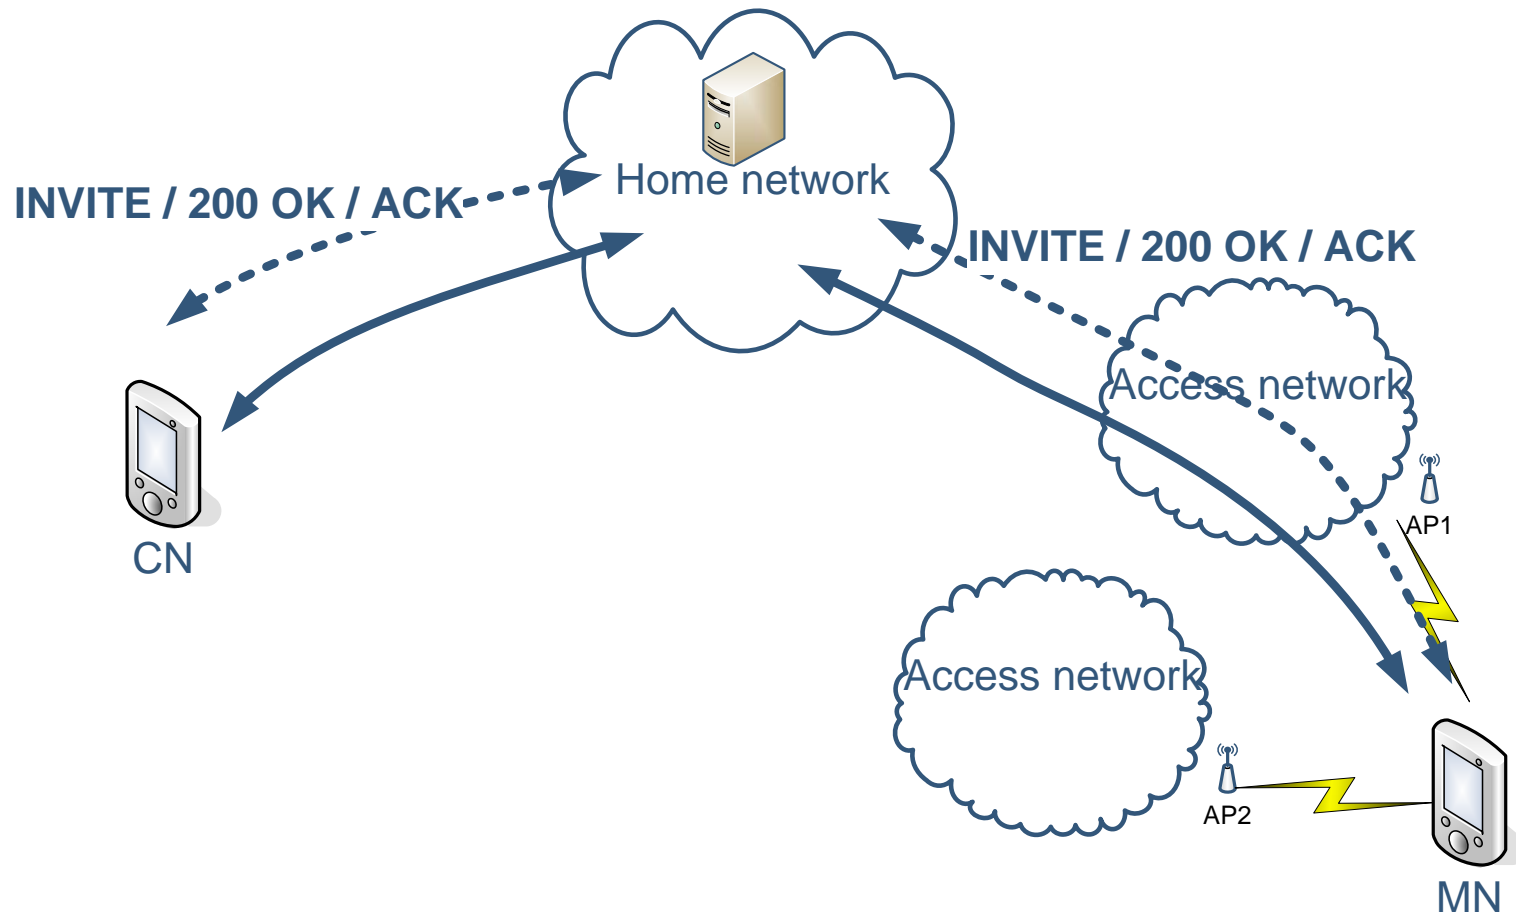 Home network
INVITE / 200 OK / ACK
INVITE / 200 OK / ACK
Access network
AP1
CN
Access network
AP2
MN